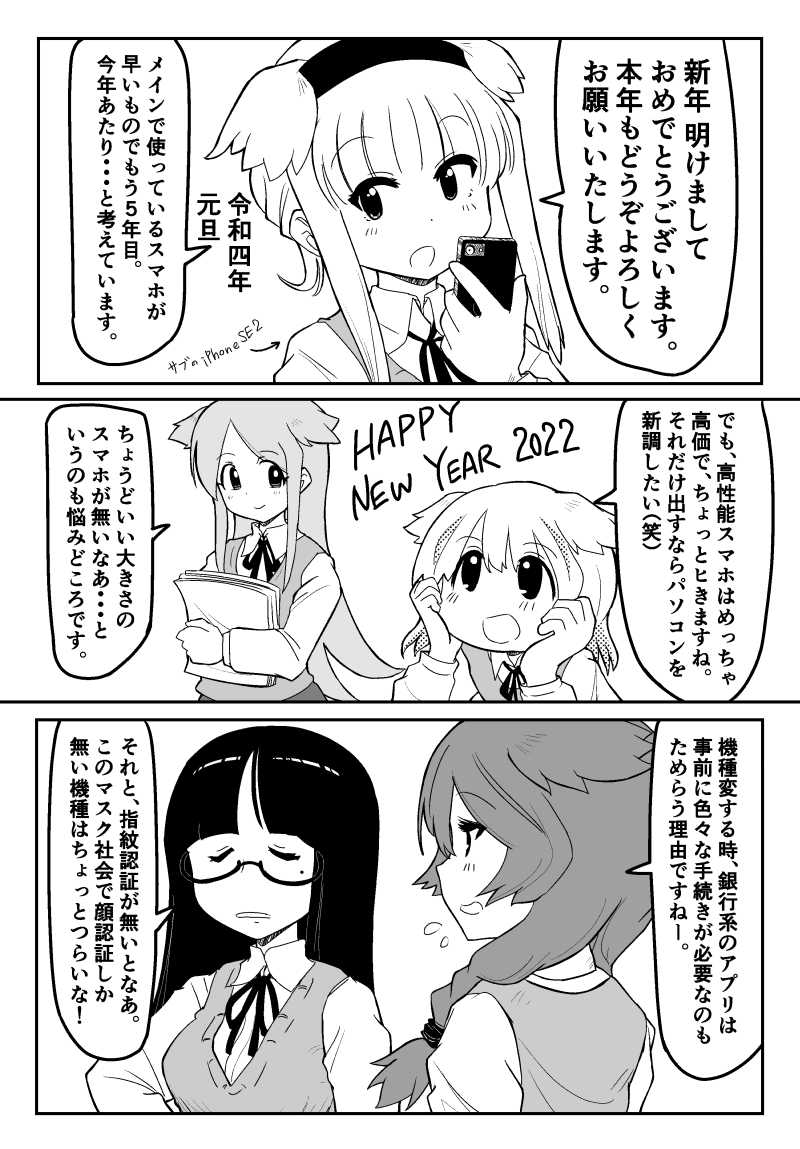 新年 明けまして
おめでとうございます。
本年もどうぞよろしく
お願いいたします。
令和四年
元旦
メインで使っているスマホが
早いものでもう5年目。
今年あたり・・・と考えています。
サブのiPhoneSE2
でも、高性能スマホはめっちゃ
高価で、ちょっとヒきますね。
それだけ出すならパソコンを
新調したい(笑)
HAPPY
NEW YEAR 2022
ちょうどいい大きさの
スマホが無いなあ・・・と
いうのも悩みどころです。
機種変する時、銀行系のアプリは
事前に色々な手続きが必要なのも
ためらう理由ですねー。
それと、指紋認証が無いとなあ。
このマスク社会で顔認証しか
無い機種はちょっとつらいな!